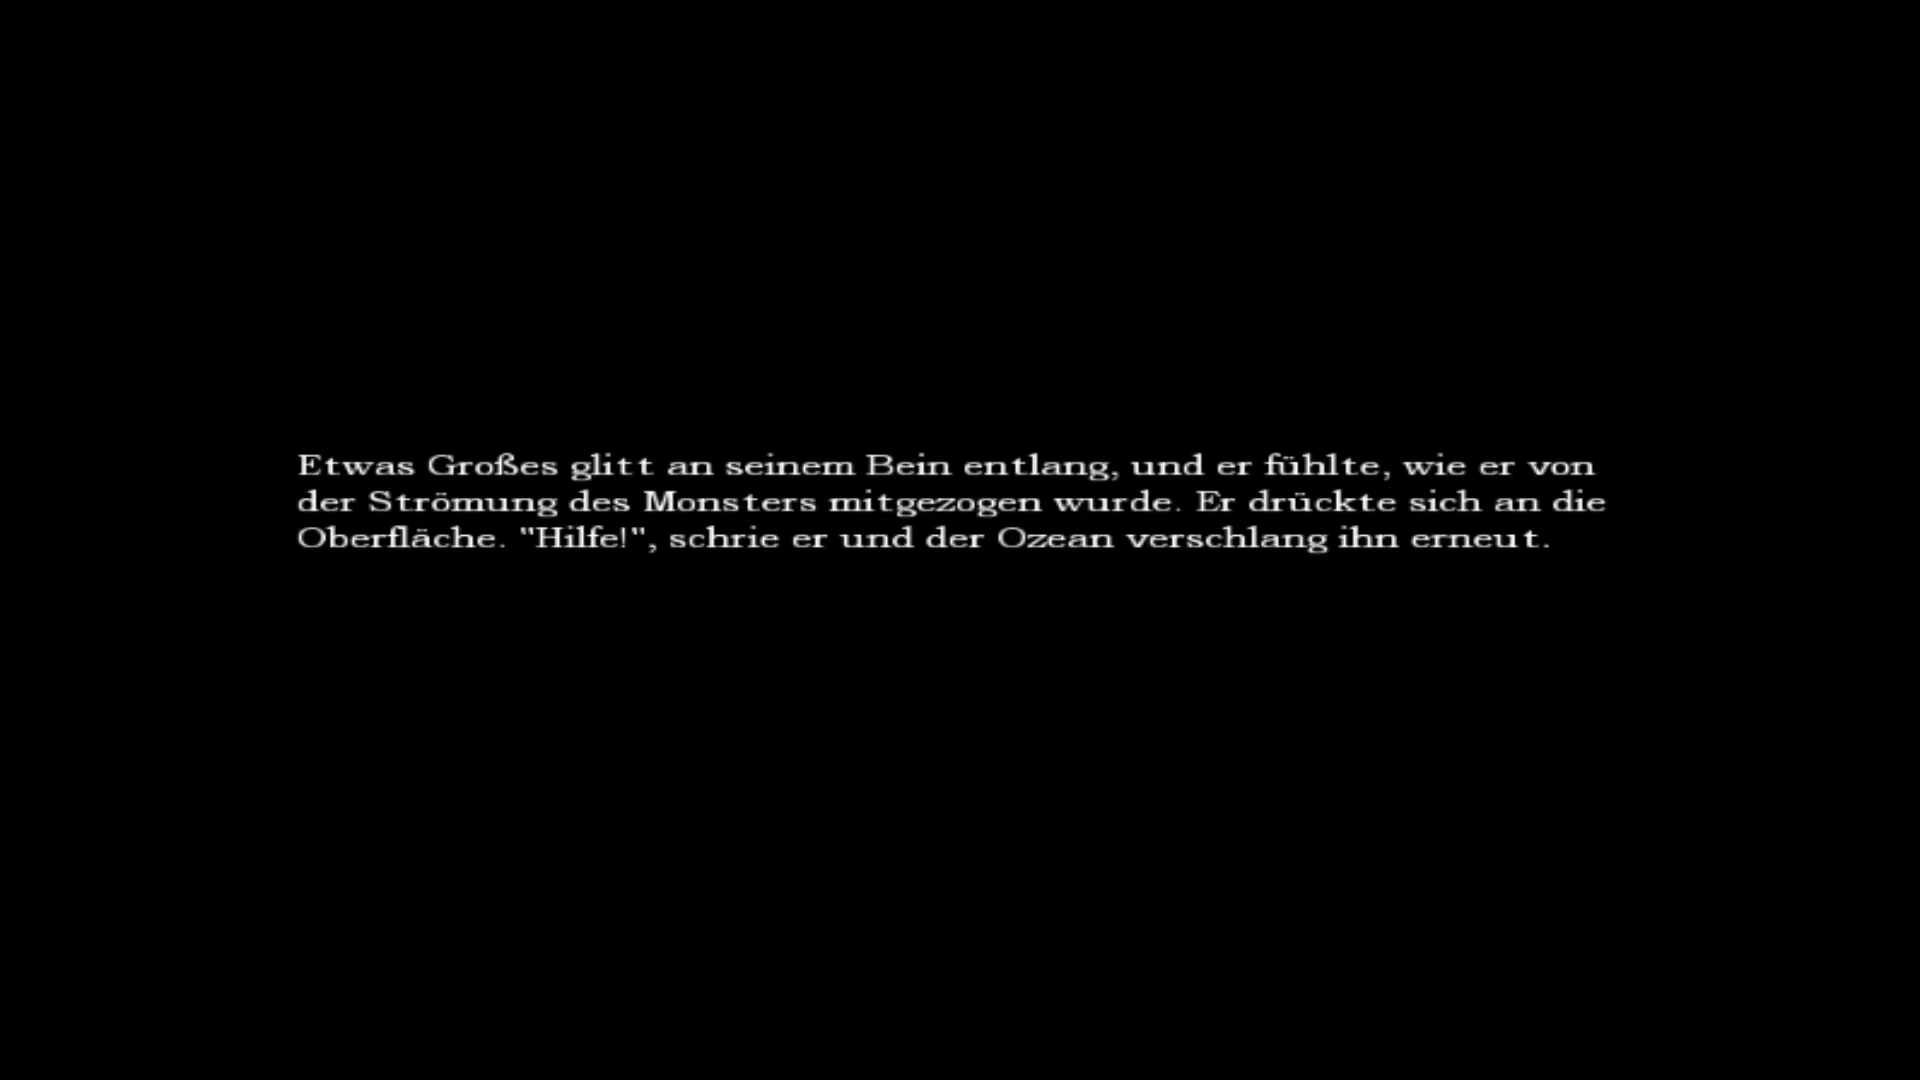 Etwas Großes glitt an seinem Bein entlang, und er fühlte, wie er von
der Strömung des Monsters mitgezogen wurde. Er drückte sich an die
Oberfläche. "Hilfe!", schrie er und der Ozean verschlang ihn erneut.